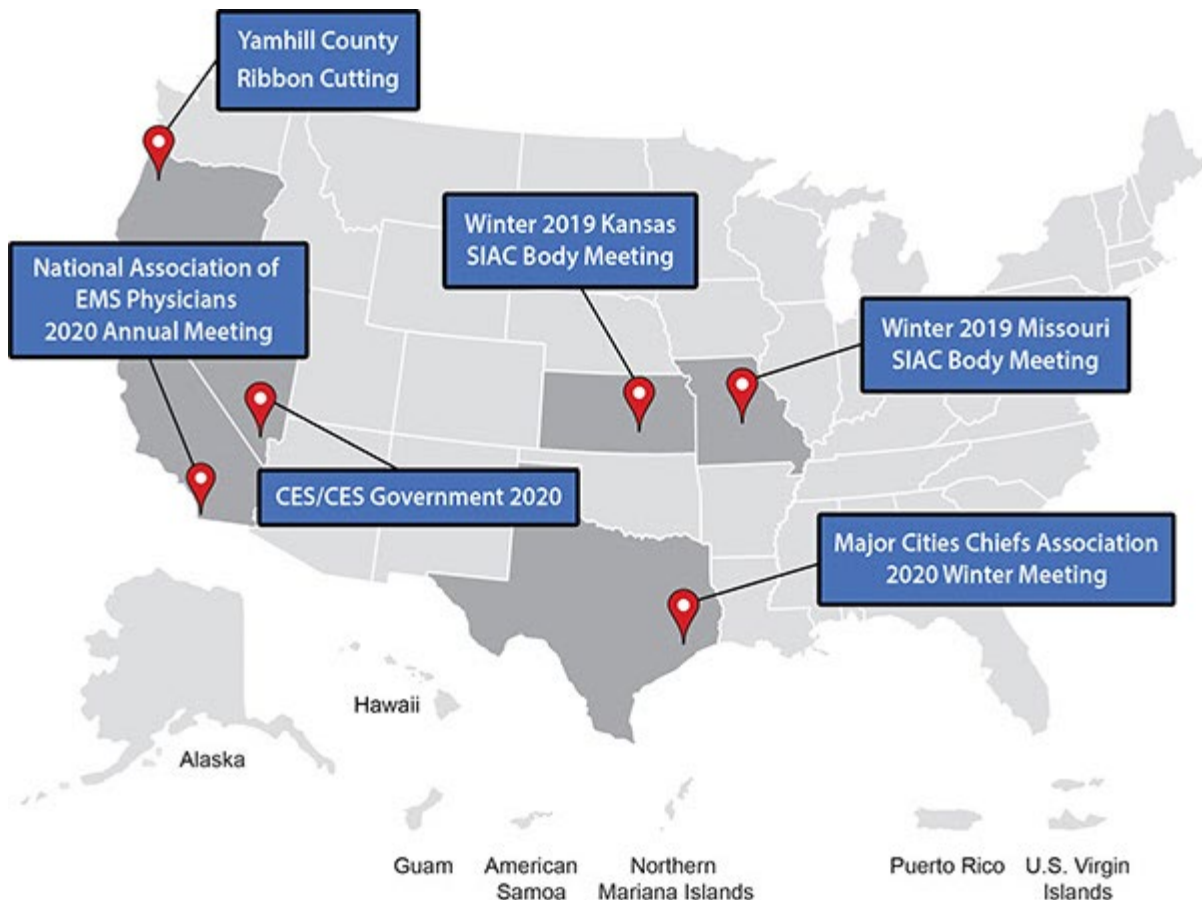 Yamhill County
Ribbon Cutting
Winter 2019 Kansas
SIAC Body Meeting
National Association of
EMS Physicians
2020 Annual Meeting
Winter 2019 Missouri
SIAC Body Meeting
CES/CES Government 2020
Major Cities Chiefs Association
2020 Winter Meeting
Hawaii
Alaska
Guam
American
Samoa
Northern
Mariana Islands
Puerto Rico
U.S. Virgin
Islands